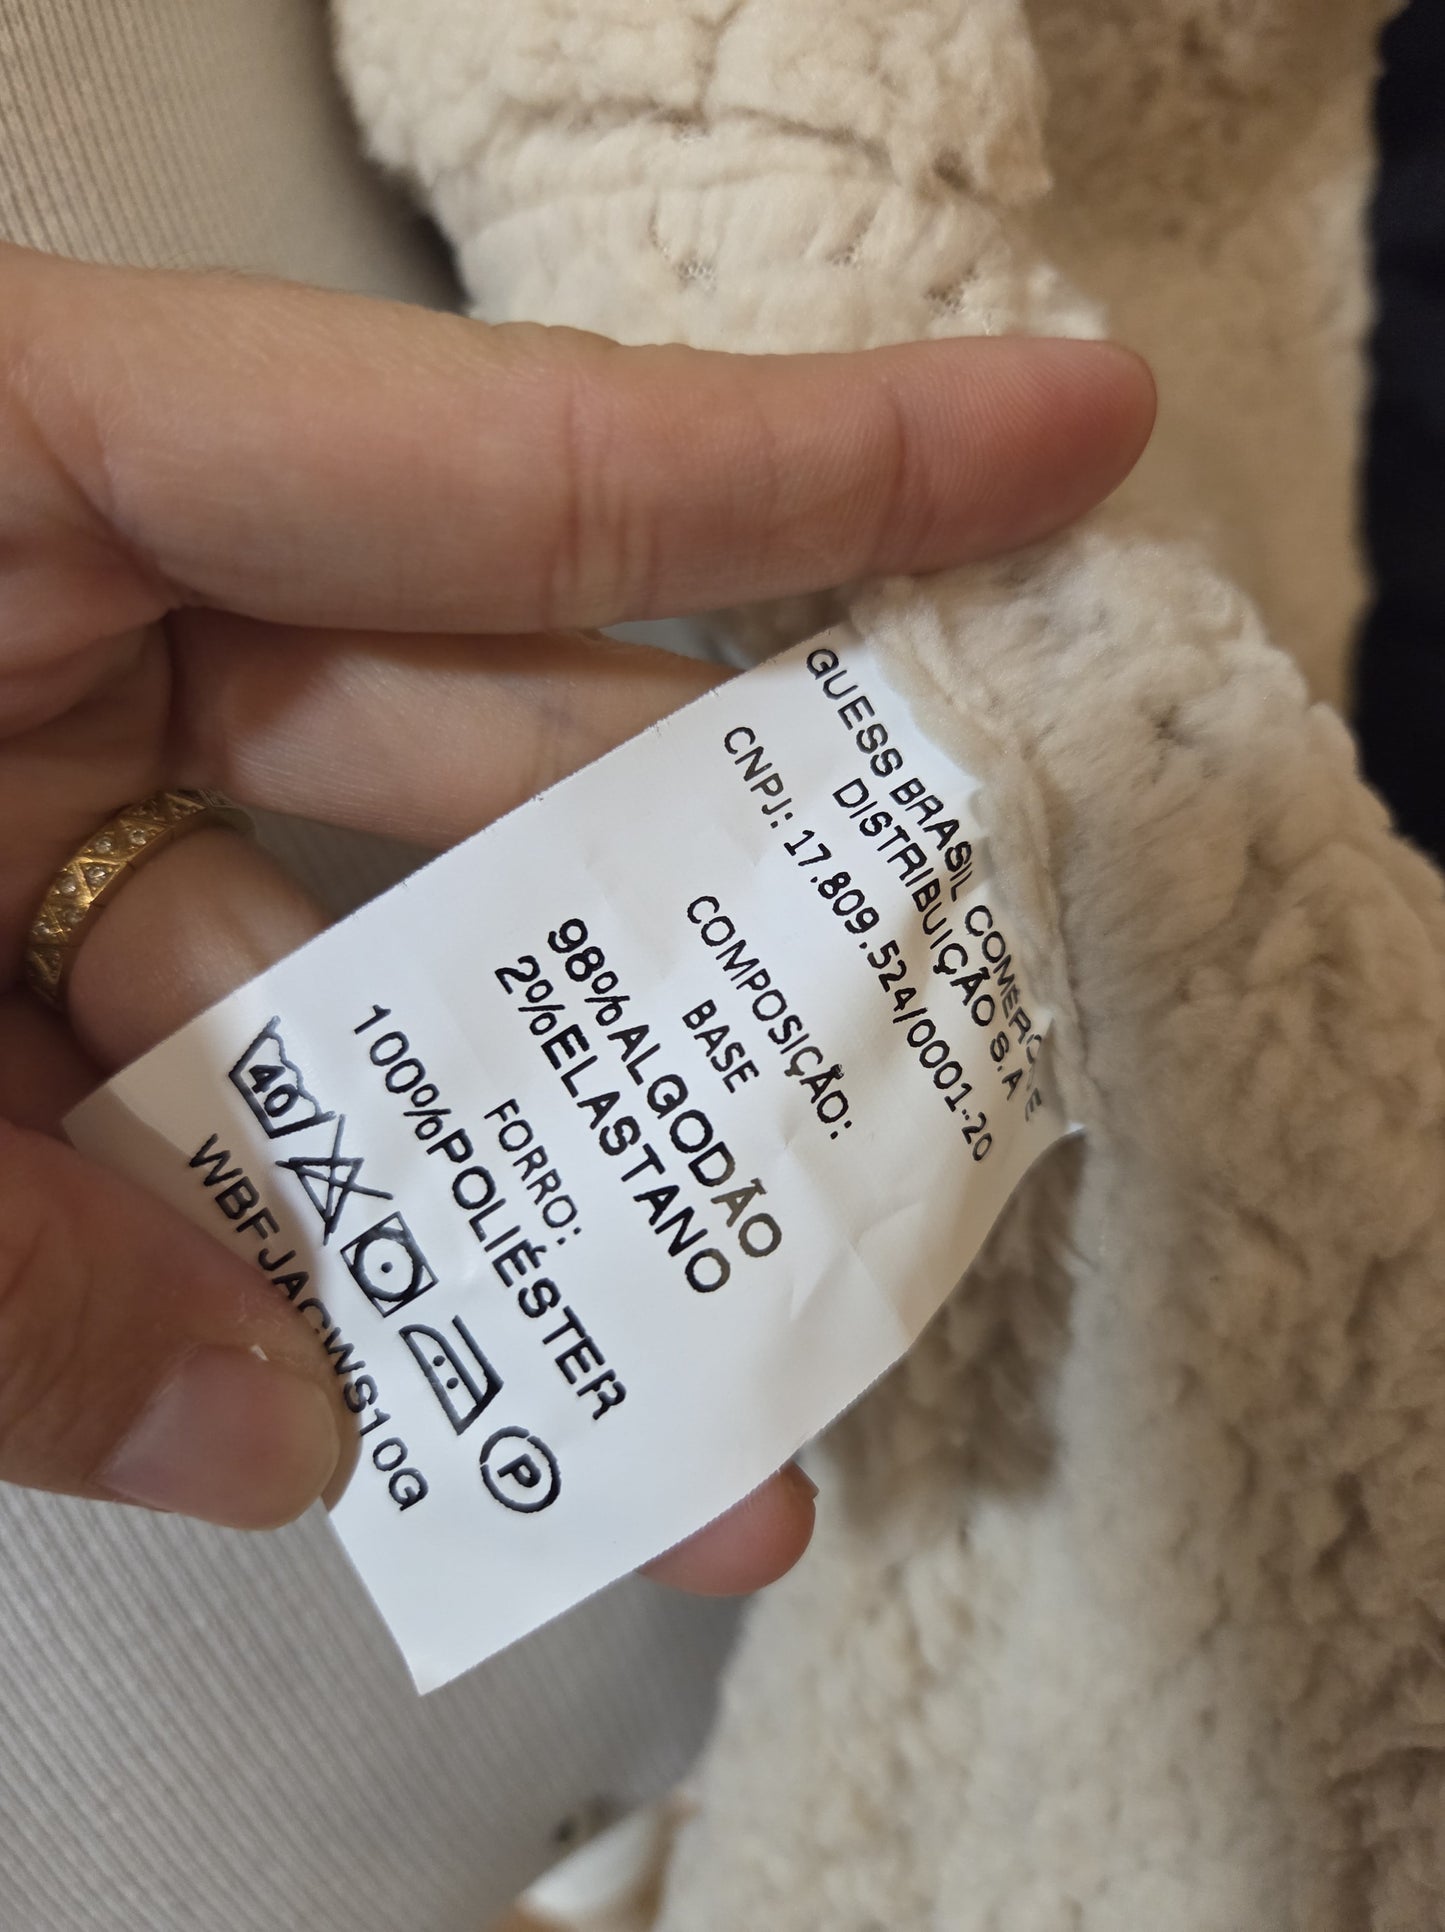 GUESS BRASIL COMÉRCIO E
DISTRIBUIÇÃO S.A
CNPJ: 17.809.524/0001-20
COMPOSIÇÃO:
BASE
98%ALGODÃO
2%ELASTANO
FORRO:
100%POLIÉSTER
40
P
WBFJACWS10G